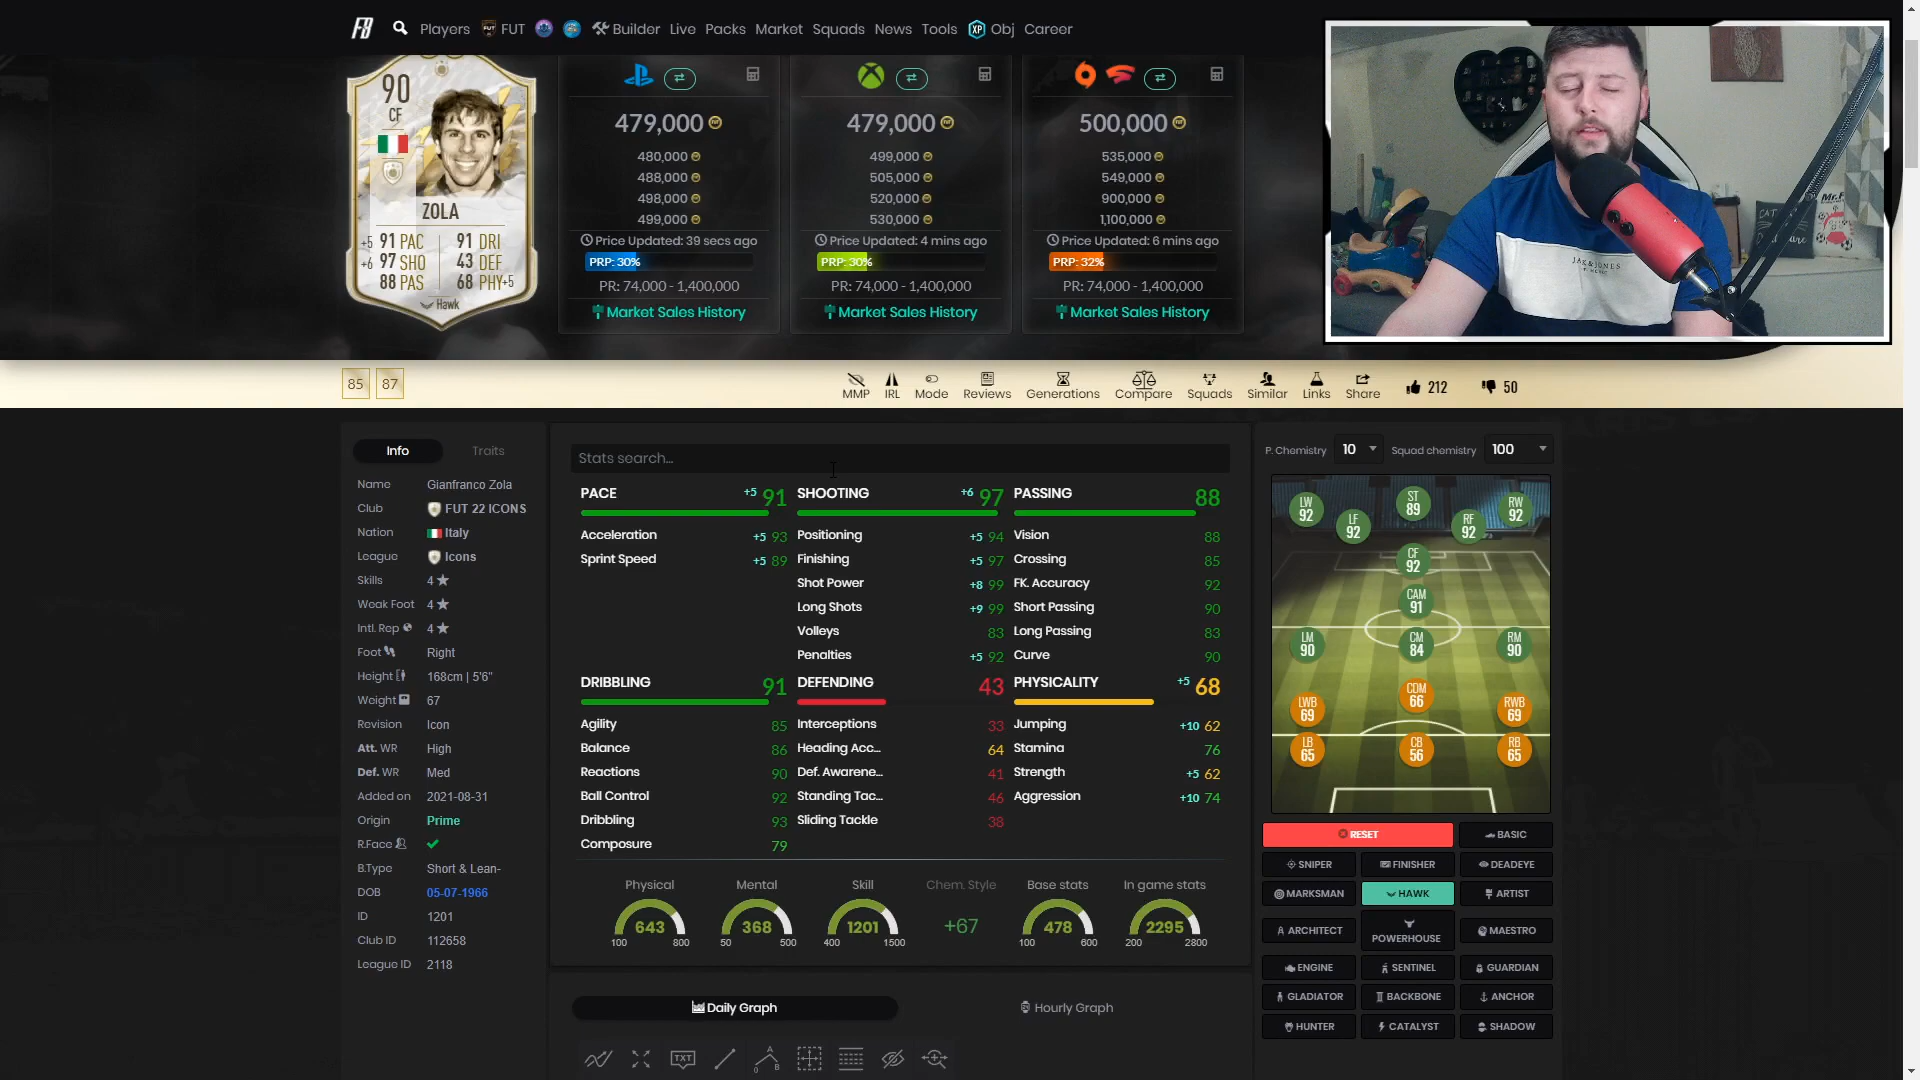 Players FUT Builder Live Packs Market Squads News Tools XP Obj Career
90
CF
ZOLA
+5 91 PAC 91 DRI
+6 97 SHO 43 DEF
88 PAS 68 PHY+5
Hawk
479,000
480,000
488,000
498,000
499,000
Price Updated: 39 secs ago
PRP: 30%
PR: 74,000 - 1,400,000
Market Sales History
479,000
499,000
505,000
520,000
530,000
Price Updated: 4 mins ago
PRP: 30%
PR: 74,000 - 1,400,000
Market Sales History
500,000
535,000
549,000
900,000
1,100,000
Price Updated: 6 mins ago
PRP: 32%
PR: 74,000 - 1,400,000
Market Sales History
JACK&JONES
85 87
MMP IRL Mode Reviews Generations Compare Squads Similar Links Share 212 50
Info Traits
Name Gianfranco Zola
Club FUT 22 ICONS
Nation Italy
League Icons
Skills 4
Weak Foot 4
Intl. Rep 4
Foot Right
Height 168cm | 5'6"
Weight 67
Revision Icon
Att. WR High
Def. WR Med
Added on 2021-08-31
Origin Prime
R.Face
B.Type Short & Lean-
DOB 05-07-1966
ID 1201
Club ID 112658
League ID 2118
Stats search...
PACE +5 91
Acceleration +5 93
Sprint Speed +5 89
SHOOTING +6 97
Positioning +5 94
Finishing +5 97
Shot Power +8 99
Long Shots +9 99
Volleys 83
Penalties +5 92
PASSING 88
Vision 88
Crossing 85
FK. Accuracy 92
Short Passing 90
Long Passing 83
Curve 90
DRIBBLING 91
Agility 85
Balance 86
Reactions 90
Ball Control 92
Dribbling 93
Composure 79
DEFENDING 43
Interceptions 33
Heading Acc... 64
Def. Awarene... 41
Standing Tac... 46
Sliding Tackle 38
PHYSICALITY +5 68
Jumping +10 62
Stamina 76
Strength +5 62
Aggression +10 74
Physical Mental Skill Chem. Style Base stats In game stats
643 368 1201 +67 478 2295
100 800 50 500 400 1500 100 600 200 2800
Daily Graph Hourly Graph
TXT
P. Chemistry 10 Squad chemistry 100
LW 92
ST 89
RW 92
LF 92
RF 92
CF 92
CAM 91
LM 90
CM 84
RM 90
CDM 66
LWB 69
RWB 69
LB 65
CB 56
RB 65
RESET BASIC
SNIPER FINISHER DEADEYE
MARKSMAN HAWK ARTIST
ARCHITECT POWERHOUSE MAESTRO
ENGINE SENTINEL GUARDIAN
GLADIATOR BACKBONE ANCHOR
HUNTER CATALYST SHADOW